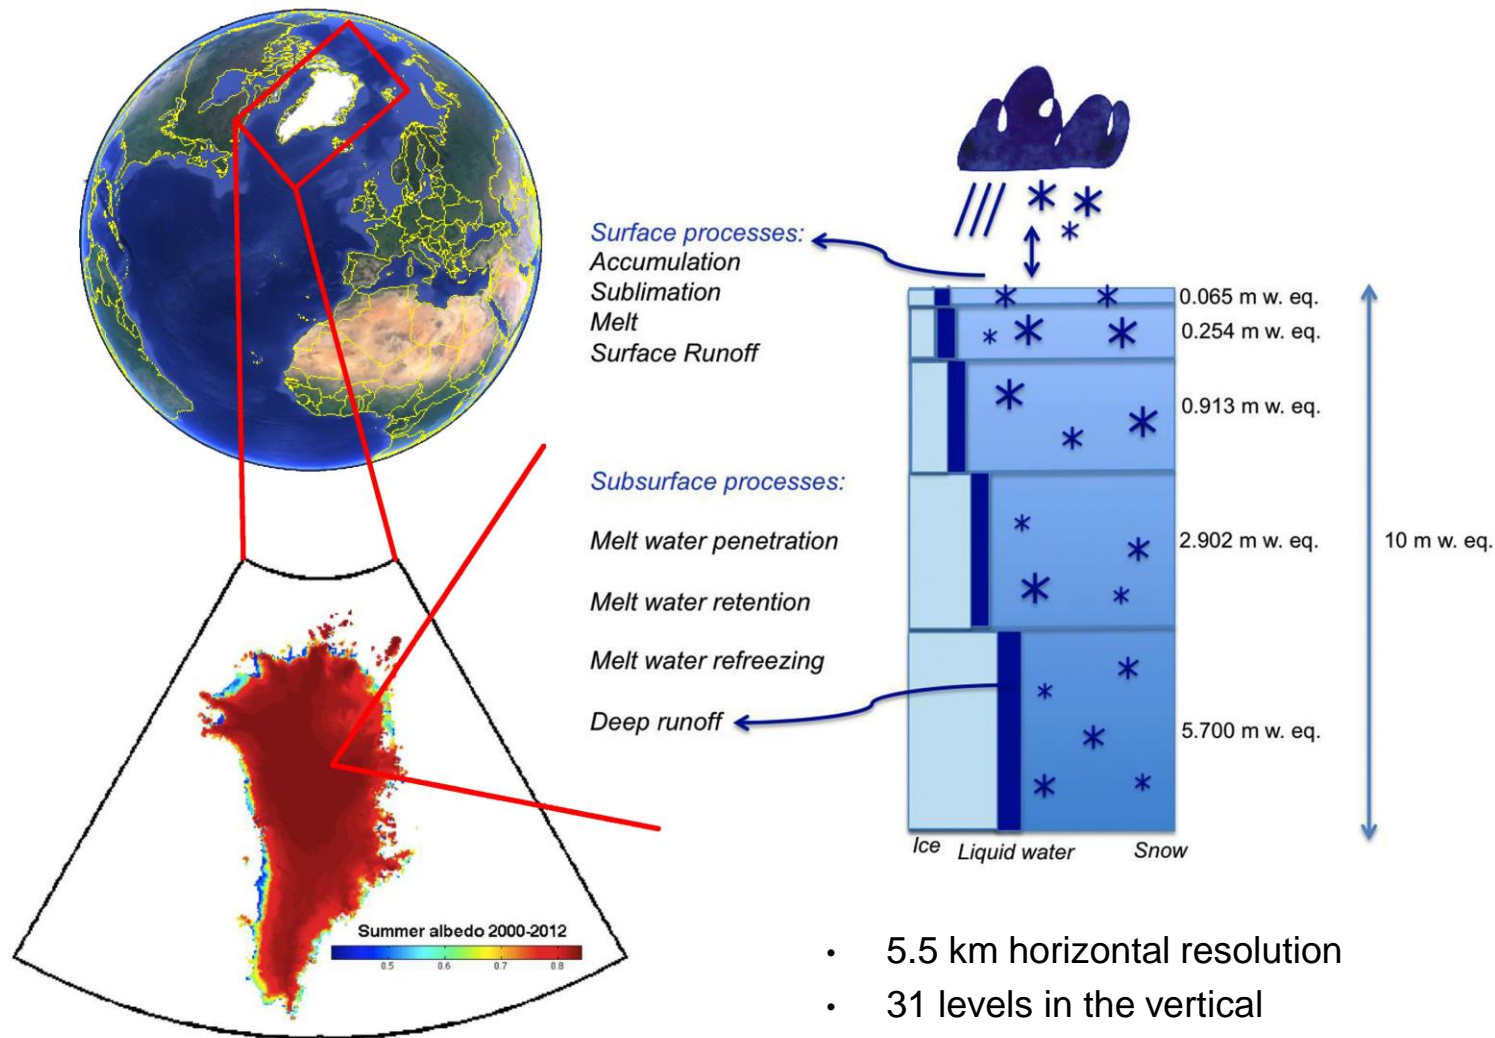 Surface processes:
Accumulation
Sublimation
Melt
Surface Runoff
Subsurface processes:
Melt water penetration
Melt water retention
Melt water refreezing
Deep runoff
0.065 m w. eq.
0.254 m w. eq.
0.913 m w. eq.
2.902 m w. eq.
5.700 m w. eq.
10 m w. eq.
Ice Liquid water Snow
Summer albedo 2000-2012
0.5 0.6 0.7 0.8
• 5.5 km horizontal resolution
• 31 levels in the vertical